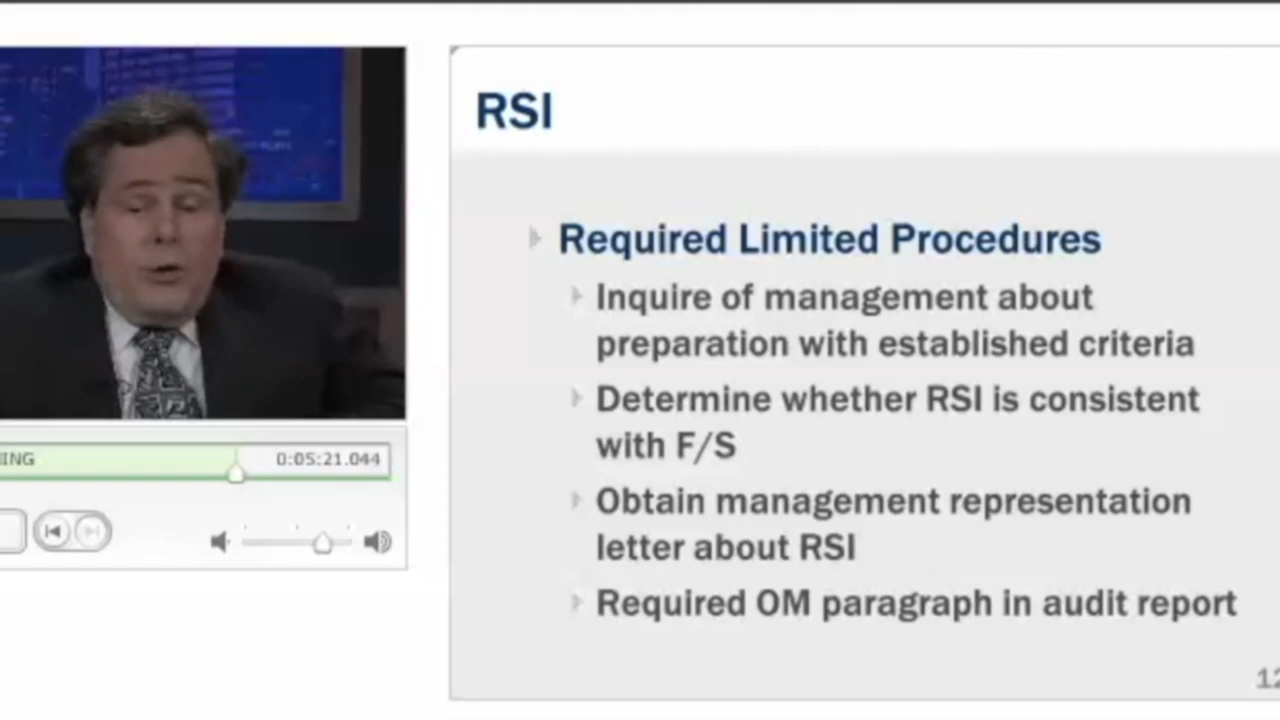 RSI
Required Limited Procedures
Inquire of management about
preparation with established criteria
Determine whether RSI is consistent
with F/S
Obtain management representation
letter about RSI
Required OM paragraph in audit report
12
ING
0:05:21.044